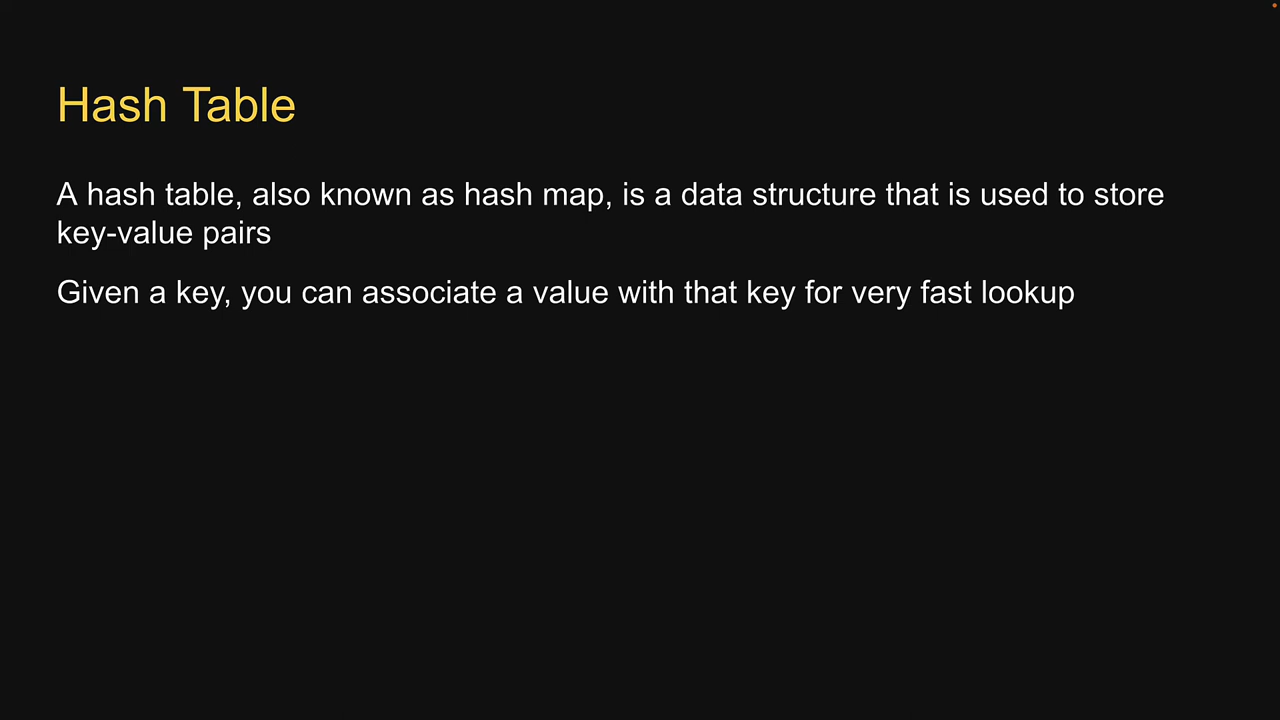 Hash Table
A hash table, also known as hash map, is a data structure that is used to store
key-value pairs
Given a key, you can associate a value with that key for very fast lookup